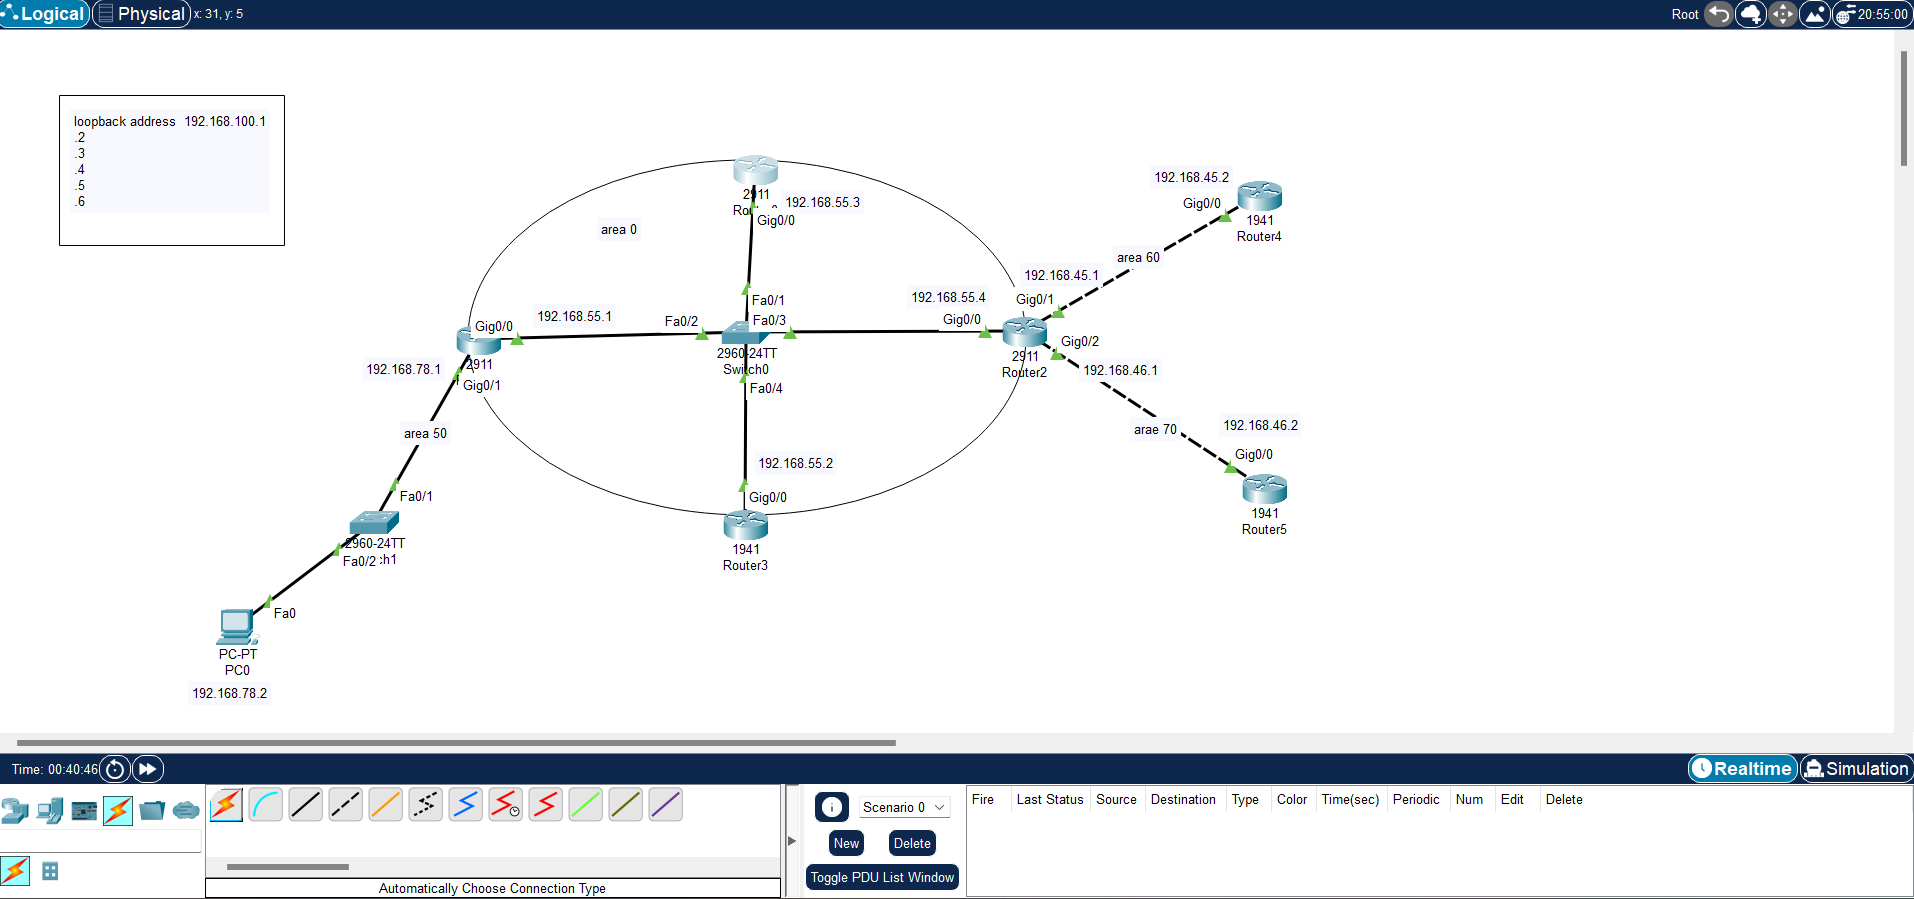 Logical Physical x: 31, y: 5 Root 20:55:00
loopback address 192.168.100.1
.2
.3
.4
.5
.6
area 0
2911
192.168.55.3
Gig0/0
192.168.45.2
Gig0/0
1941
Router4
area 60
192.168.45.1
Gig0/1
192.168.55.4
Gig0/0
Fa0/1
Fa0/3
Fa0/2
192.168.55.1
Gig0/0
2911
Gig0/1
192.168.78.1
2960-24TT
Switch0
Fa0/4
2911
Router2
Gig0/2
192.168.46.1
arae 70
192.168.46.2
Gig0/0
1941
Router5
area 50
192.168.55.2
Gig0/0
1941
Router3
Fa0/1
2960-24TT
Fa0/2 ch1
Fa0
PC-PT
PC0
192.168.78.2
Time: 00:40:46 Realtime Simulation
Scenario 0
New Delete
Toggle PDU List Window
Fire Last Status Source Destination Type Color Time(sec) Periodic Num Edit Delete
Automatically Choose Connection Type